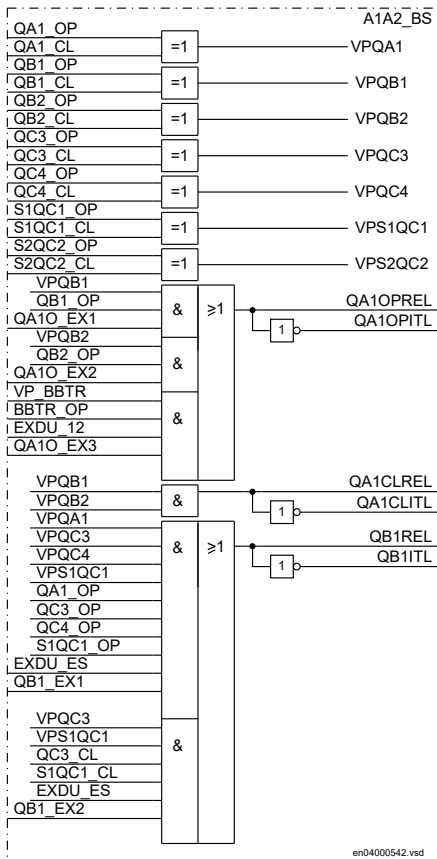 A1A2_BS
QA1_OP
QA1_CL
=1
VPQA1
QB1_OP
QB1_CL
=1
VPQB1
QB2_OP
QB2_CL
=1
VPQB2
QC3_OP
QC3_CL
=1
VPQC3
QC4_OP
QC4_CL
=1
VPQC4
S1QC1_OP
S1QC1_CL
=1
VPS1QC1
S2QC2_OP
S2QC2_CL
=1
VPS2QC2
VPQB1
QB1_OP
QA1O_EX1
&
≥1
QA1OPREL
1
QA1OPITL
VPQB2
QB2_OP
QA1O_EX2
&
VP_BBTR
BBTR_OP
EXDU_12
QA1O_EX3
&
VPQB1
VPQB2
&
QA1CLREL
1
QA1CLITL
VPQA1
VPQC3
VPQC4
VPS1QC1
QA1_OP
QC3_OP
QC4_OP
S1QC1_OP
EXDU_ES
QB1_EX1
&
≥1
QB1REL
1
QB1ITL
VPQC3
VPS1QC1
QC3_CL
S1QC1_CL
EXDU_ES
QB1_EX2
&
en04000542.vsd